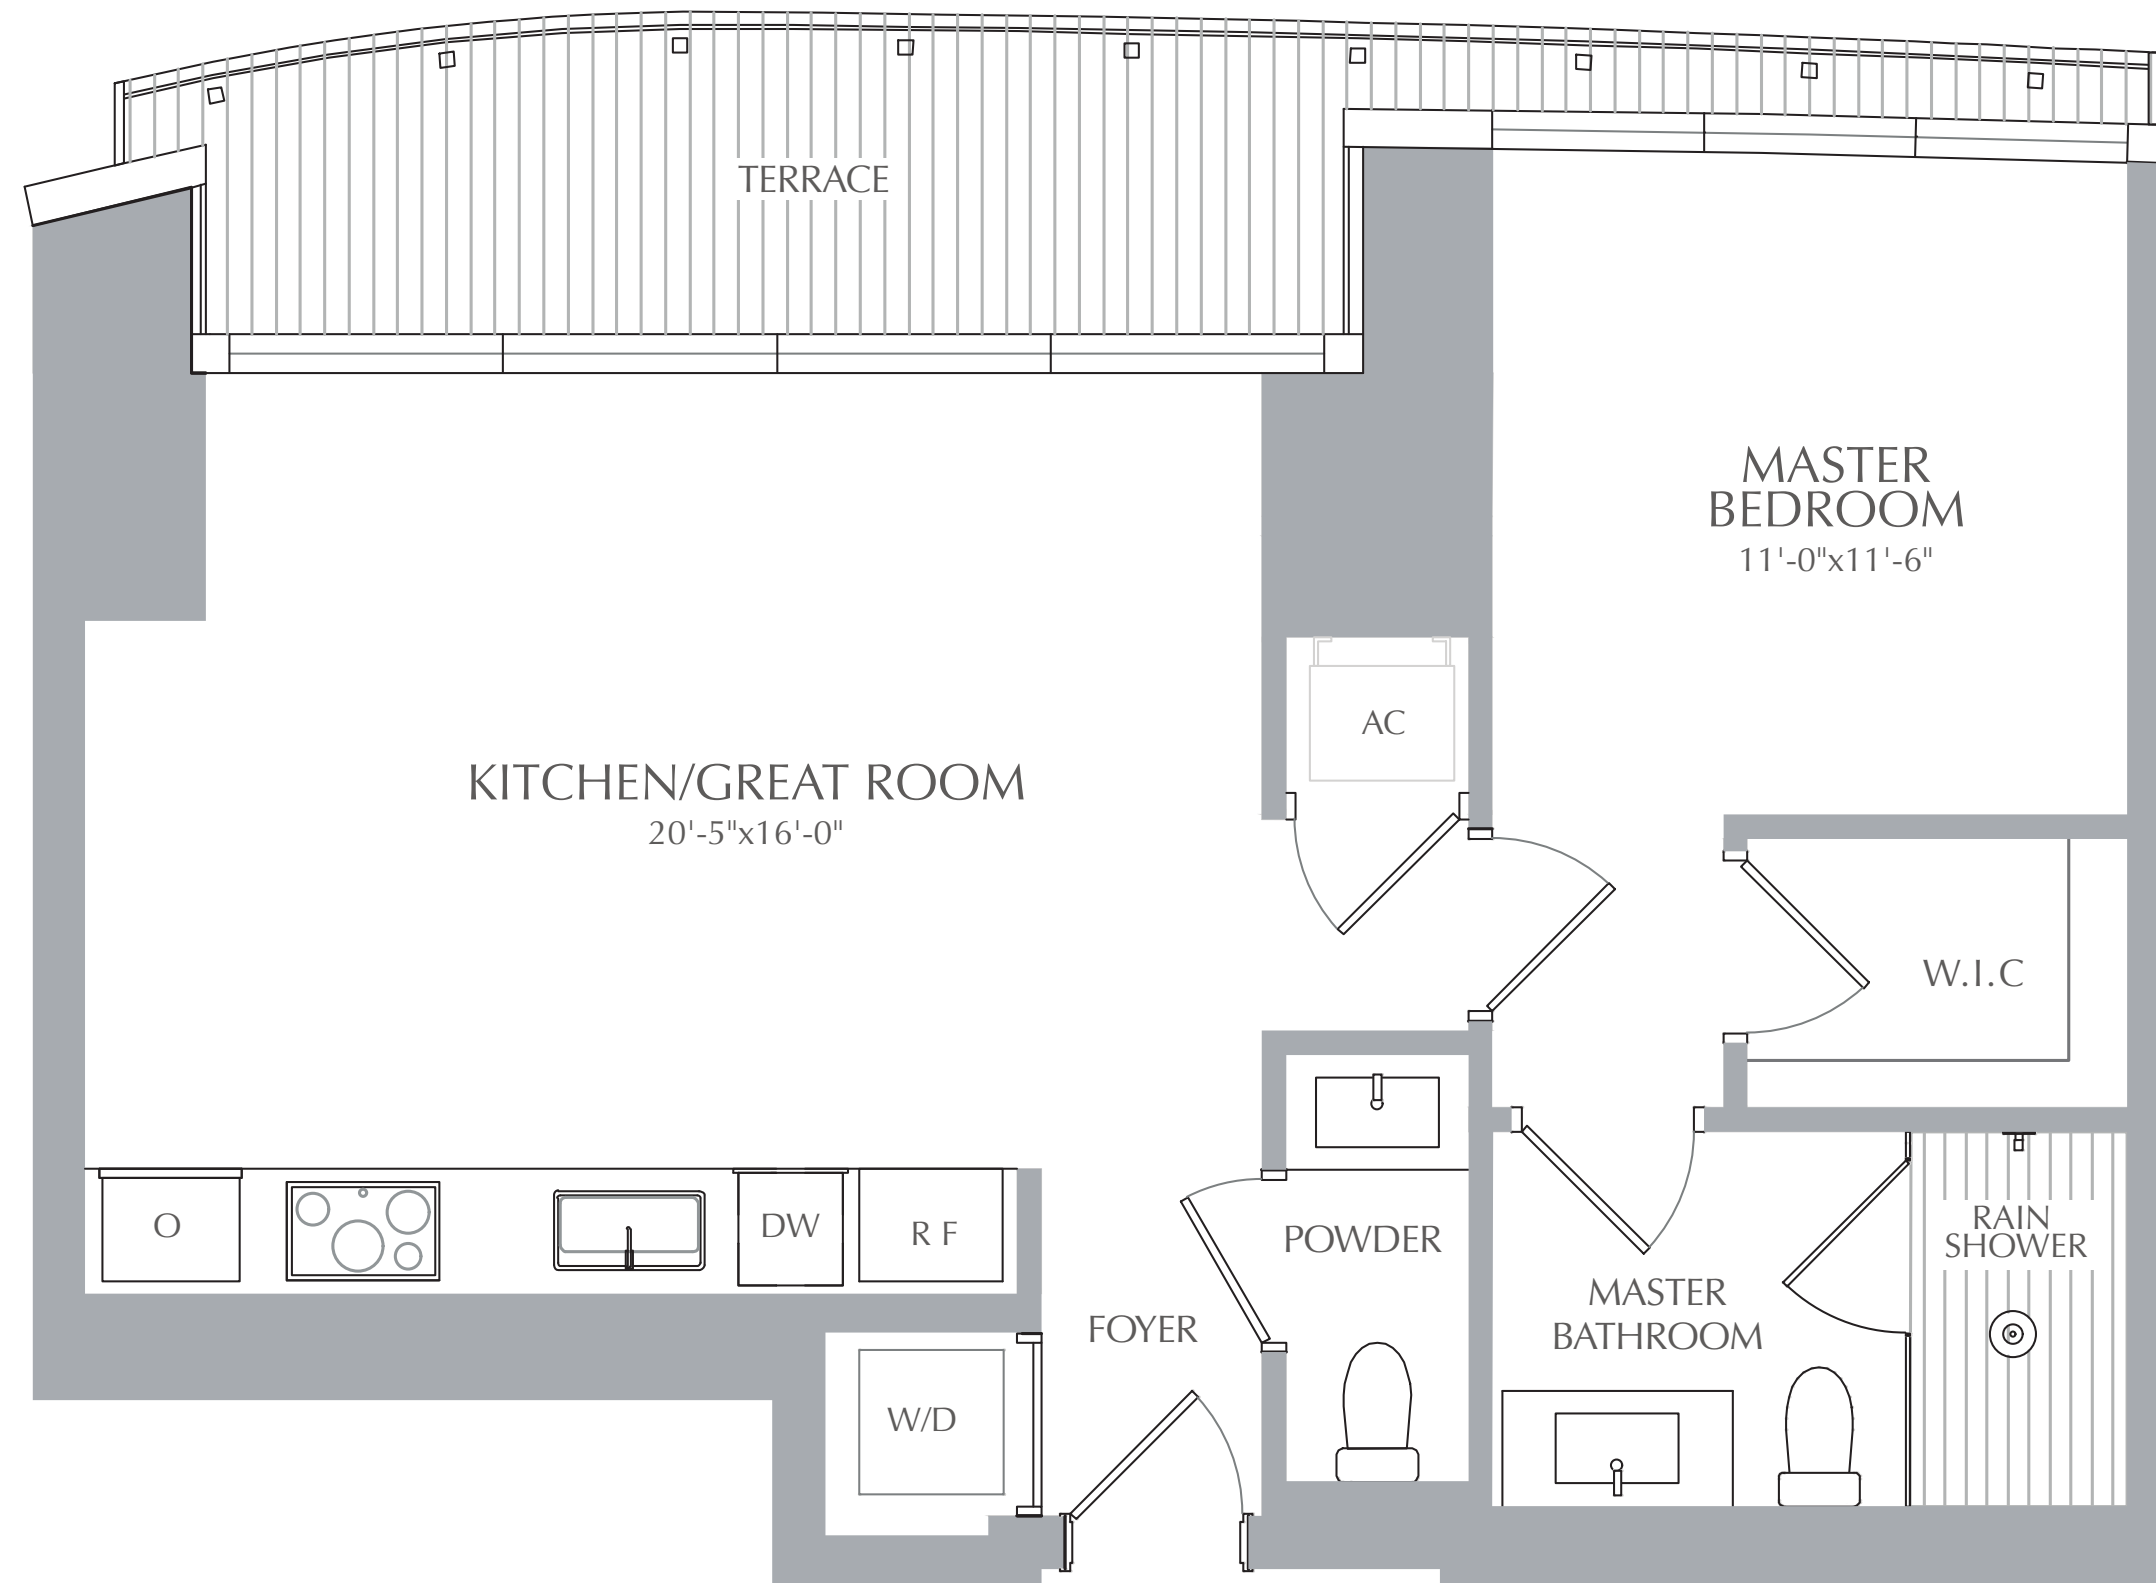 TERRACE
MASTER
BEDROOM
11'-0"x11'-6"
AC
KITCHEN/GREAT ROOM
20'-5"x16'-0"
W.I.C
O
DW
R F
POWDER
RAIN
SHOWER
FOYER
MASTER
BATHROOM
W/D